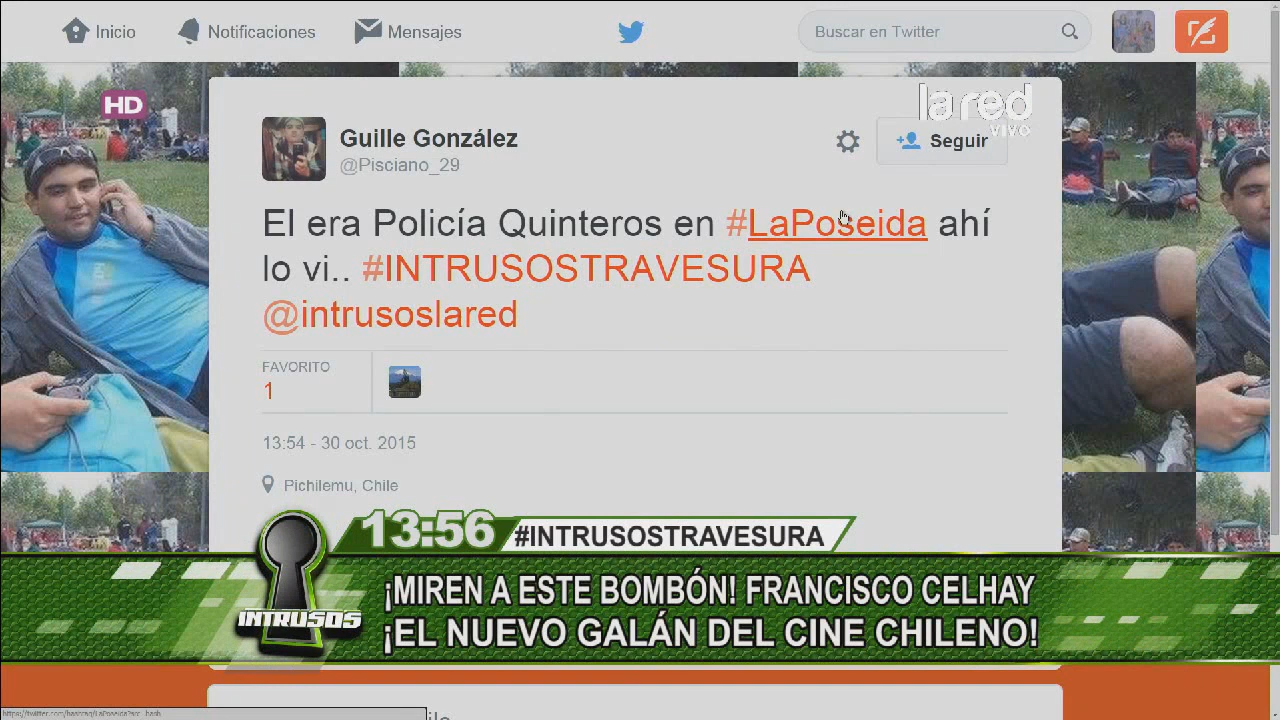 Inicio
Notificaciones
Mensajes
Buscar en Twitter
HD
la red
VIVO
Guille González
@Pisciano_29
Seguir
El era Policía Quinteros en #LaPoseida ahí
lo vi.. #INTRUSOSTRAVESURA
@intrusoslared
FAVORITO
1
13:54 - 30 oct. 2015
Pichilemu, Chile
13:56
#INTRUSOSTRAVESURA
INTRUSOS
¡MIREN A ESTE BOMBÓN! FRANCISCO CELHAY
¡EL NUEVO GALÁN DEL CINE CHILENO!